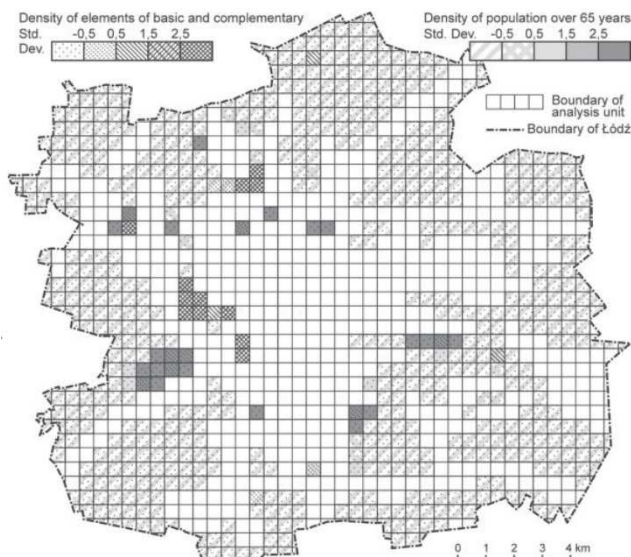 Density of elements of basic and complementary
Std. Dev. -0,5 0,5 1,5 2,5
Density of population over 65 years
Std. Dev. -0,5 0,5 1,5 2,5
Boundary of analysis unit
Boundary of Łódź
0 1 2 3 4 km